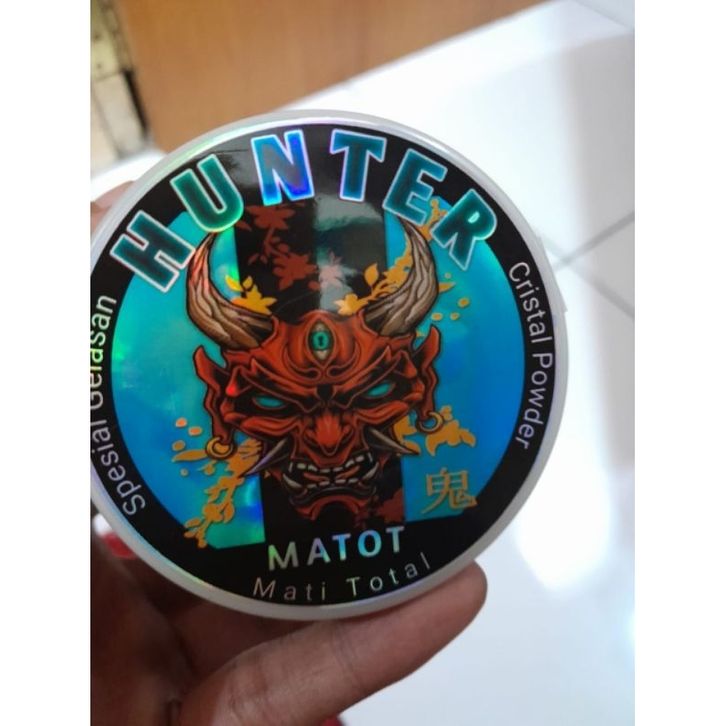 HUNTER
Spesial Gelasan
Cristal Powder
鬼
MATOT
Mati Total